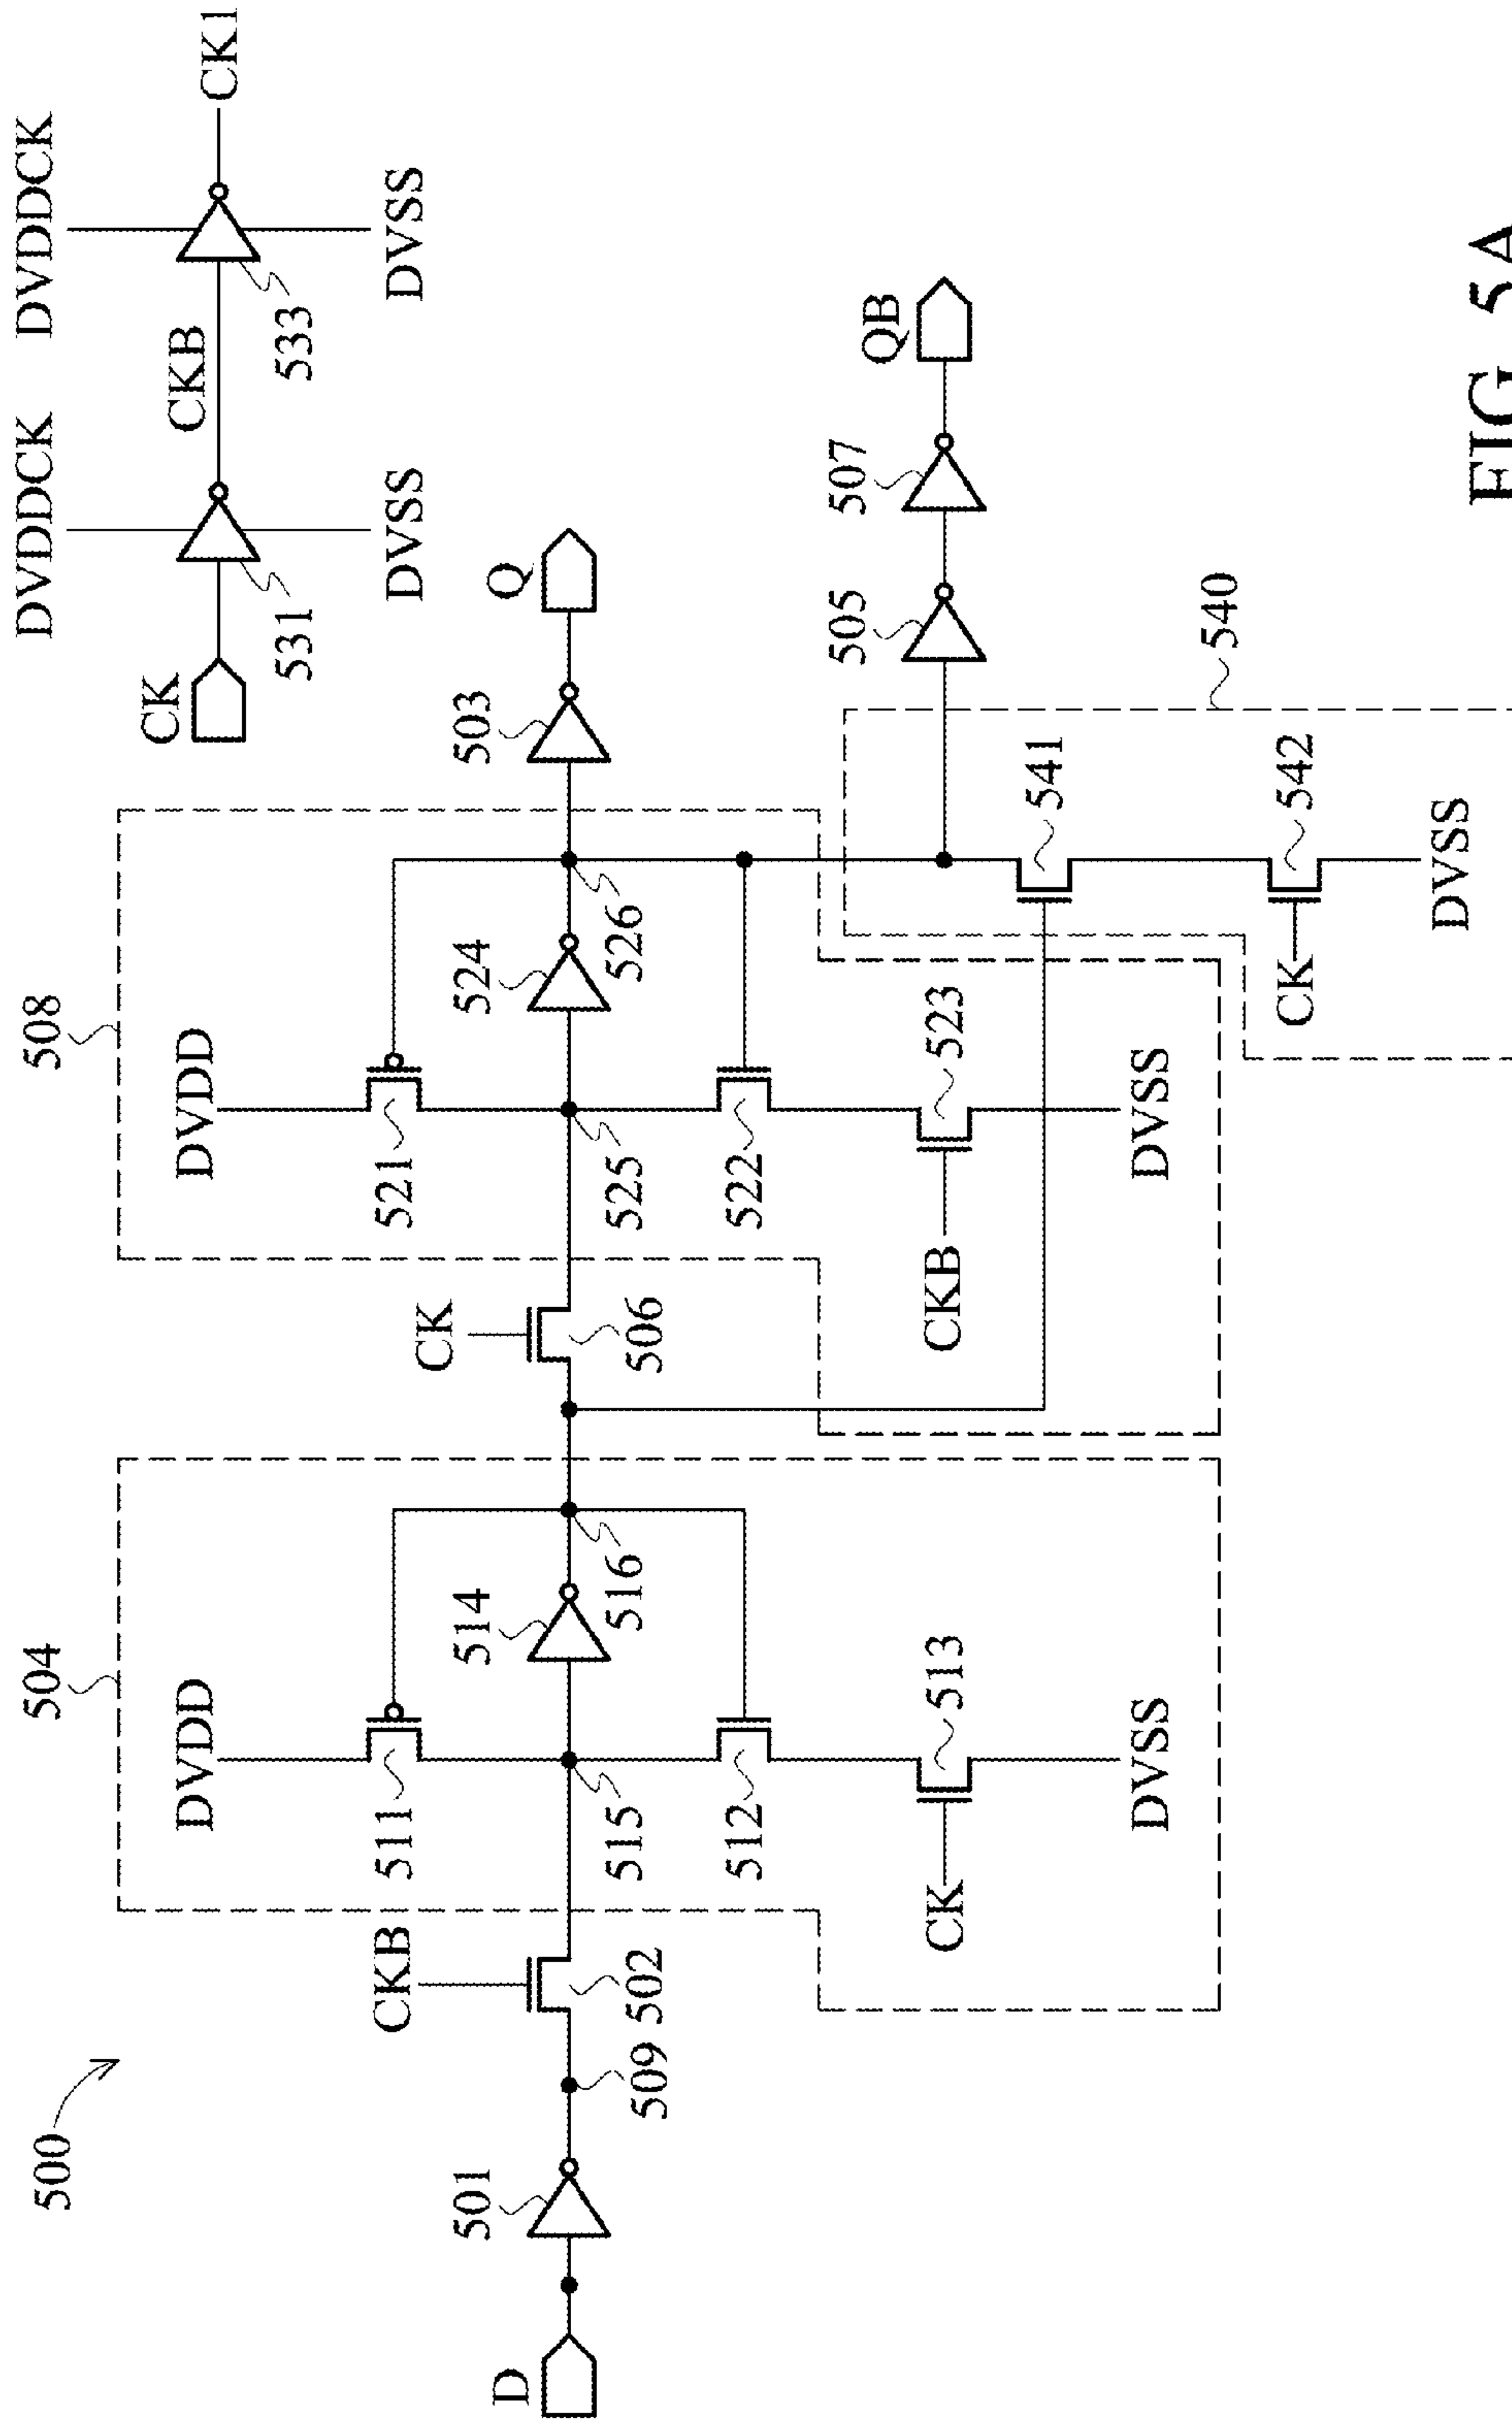 500
504
508
DVDDCK
DVDDCK
CK
CKB
CK1
531
533
DVSS
DVSS
DVDD
DVDD
511
521
D
501
509
CKB
502
514
515
516
CK
506
524
525
526
503
Q
512
522
CK
513
CKB
523
505
507
QB
DVSS
DVSS
541
CK
542
540
DVSS
FIG. 5A